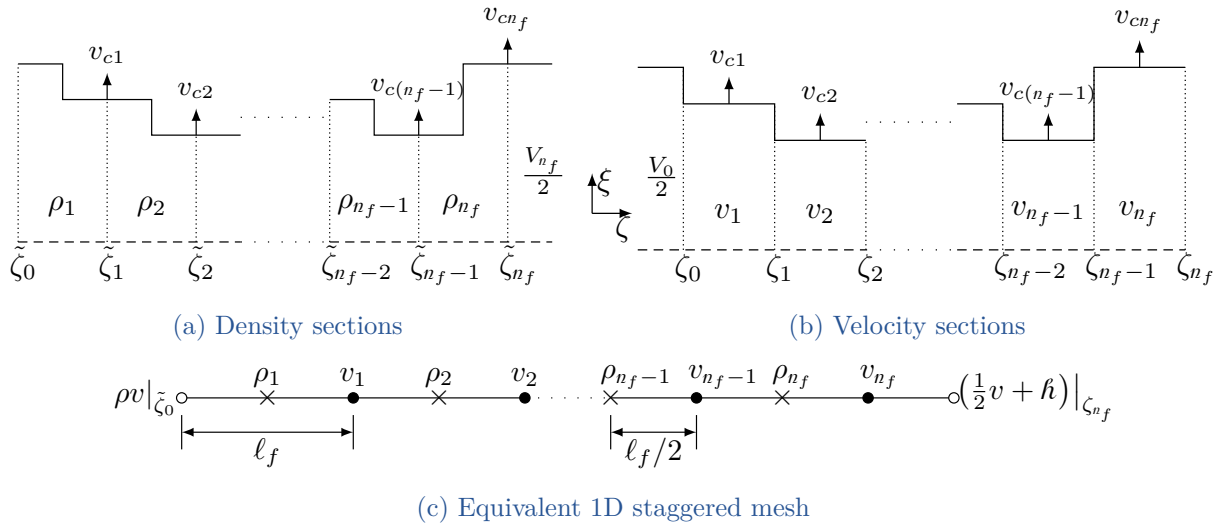 v_{c1}
v_{c2}
v_{c(n_f−1)}
v_{cn_f}
ρ_1
ρ_2
ρ_{n_f−1}
ρ_{n_f}
V_{n_f}/2
ζ̃_0
ζ̃_1
ζ̃_2
ζ̃_{n_f−2}
ζ̃_{n_f−1}
ζ̃_{n_f}
(a) Density sections
ξ
ζ
V_0/2
v_{c1}
v_{c2}
v_{c(n_f−1)}
v_{cn_f}
v_1
v_2
v_{n_f−1}
v_{n_f}
ζ_0
ζ_1
ζ_2
ζ_{n_f−2}
ζ_{n_f−1}
ζ_{n_f}
(b) Velocity sections
ρv|_{ζ̃_0}
ρ_1
v_1
ρ_2
v_2
ρ_{n_f−1}
v_{n_f−1}
ρ_{n_f}
v_{n_f}
(½v + ħ)|_{ζ_{n_f}}
ℓ_f
ℓ_f/2
(c) Equivalent 1D staggered mesh